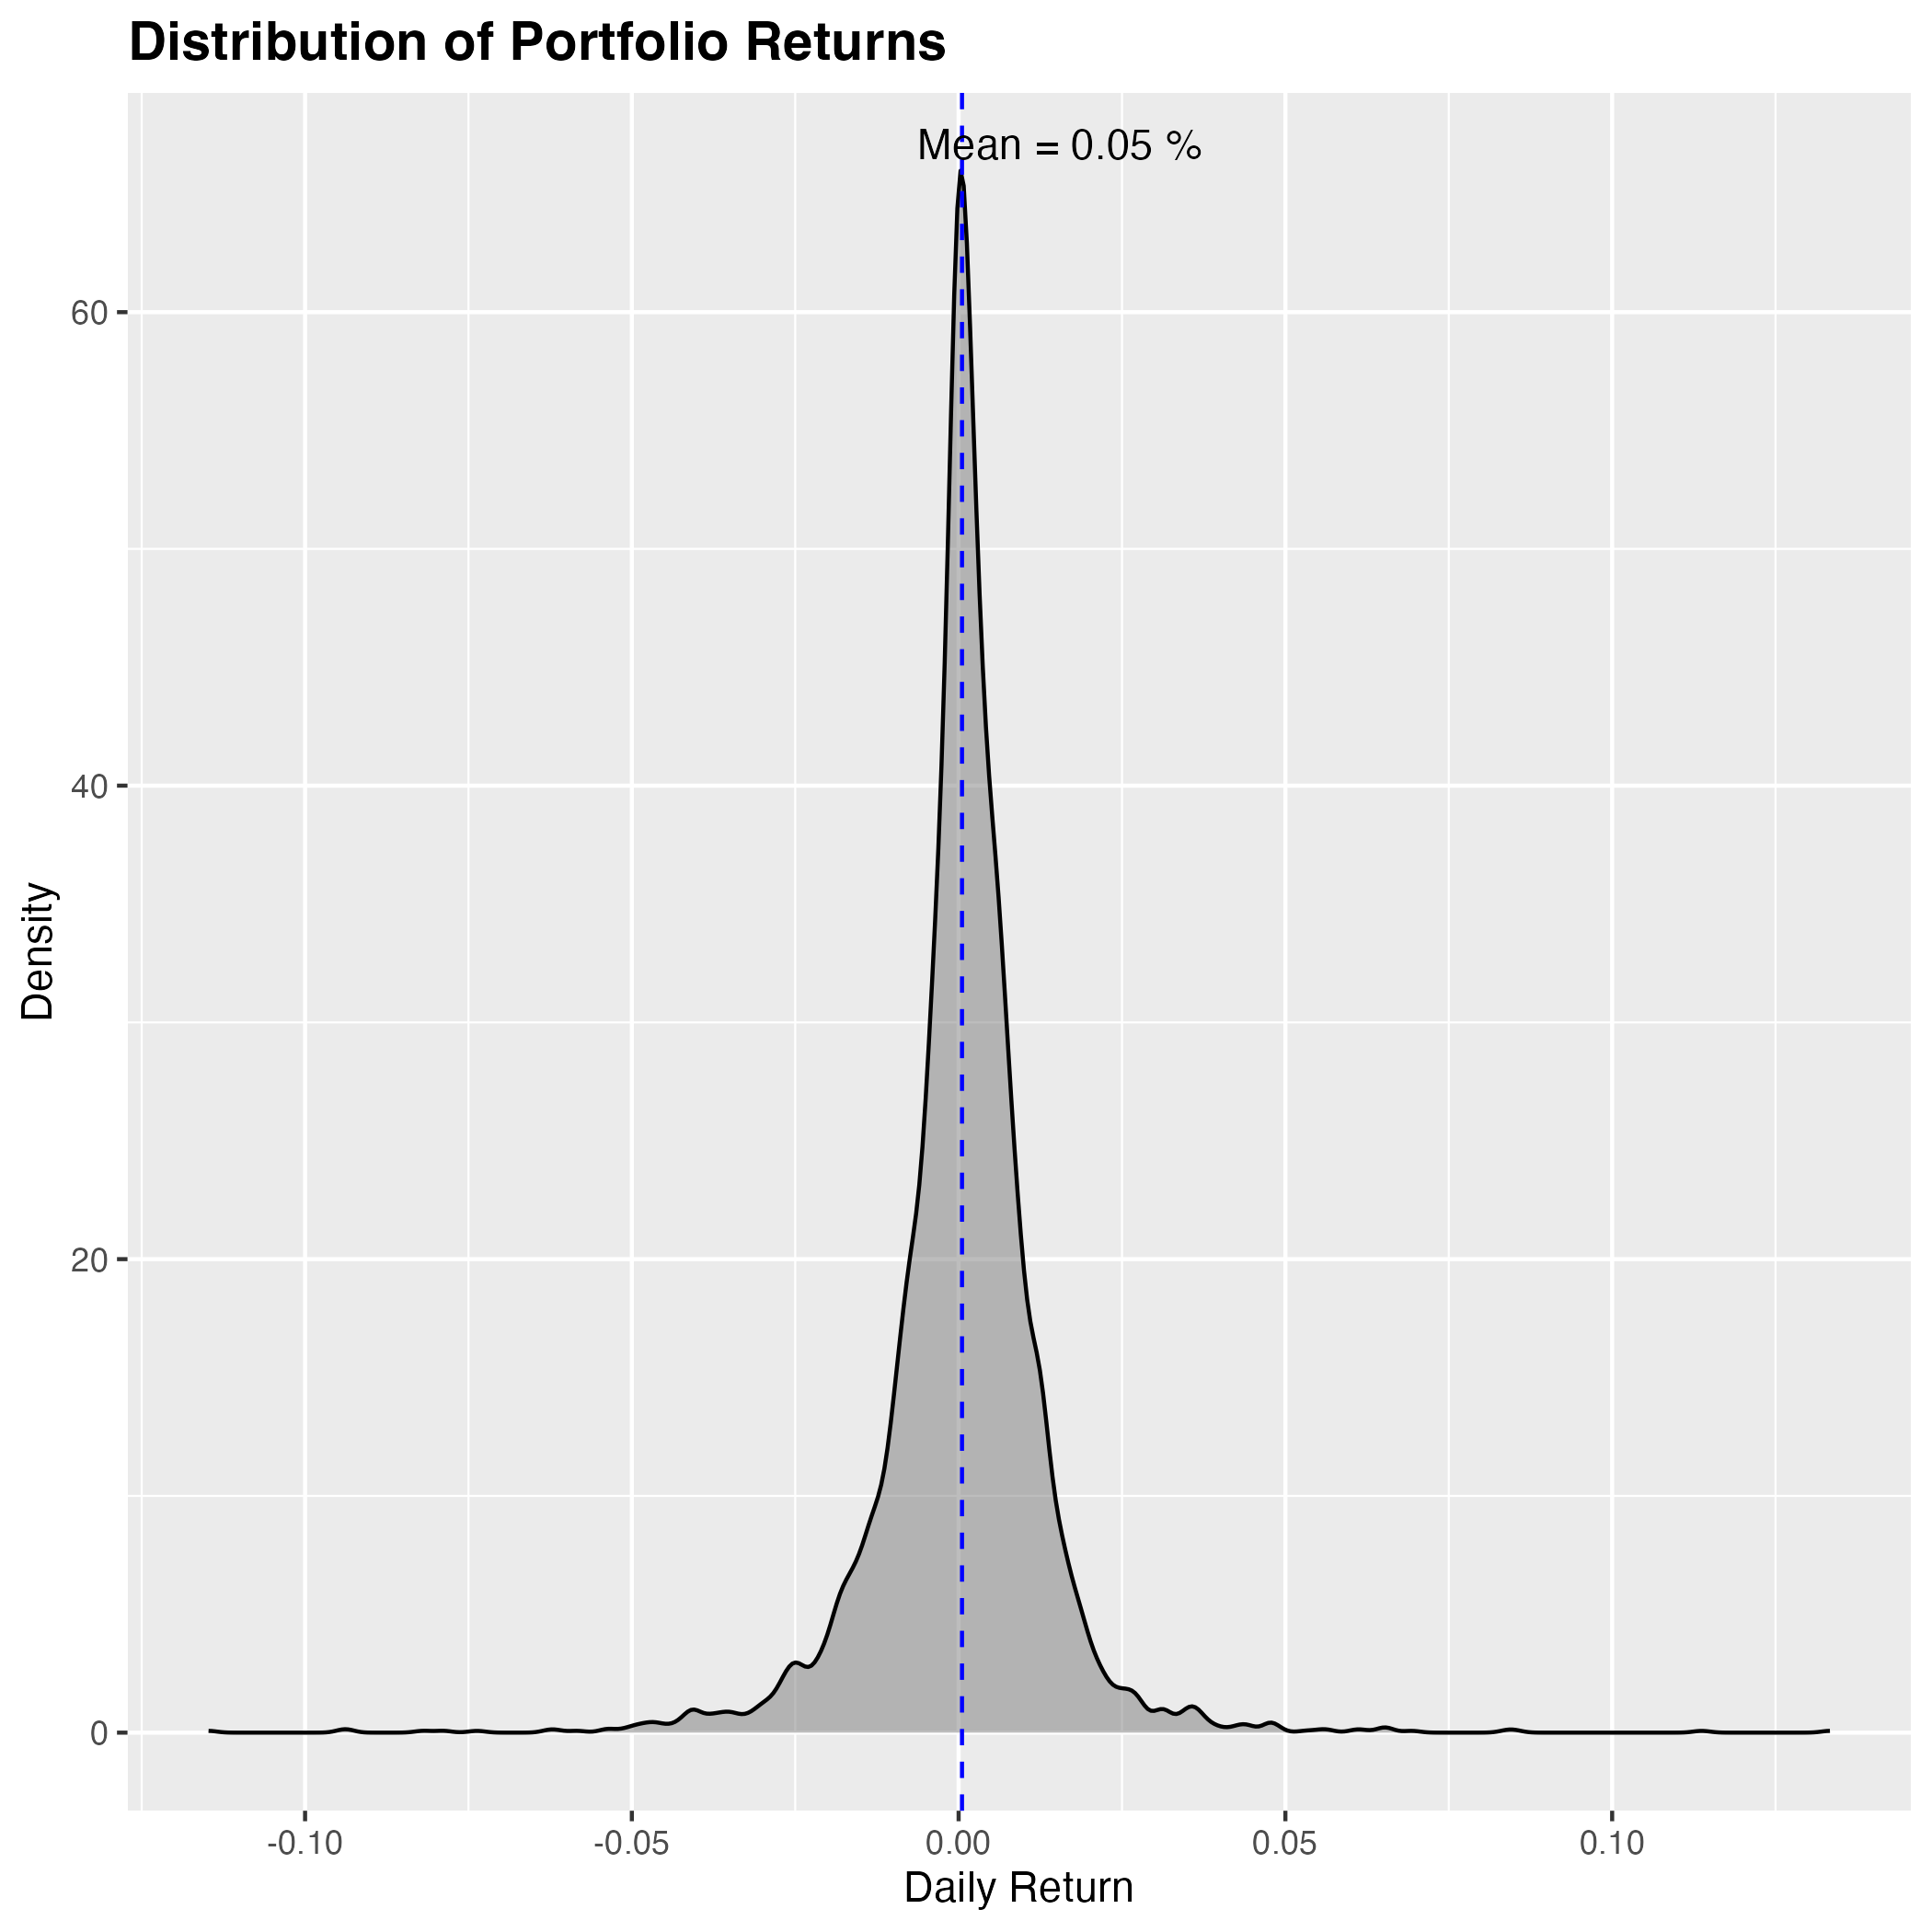 Distribution of Portfolio Returns
Mean = 0.05 %
60
40
20
0
Density
-0.10
-0.05
0.00
0.05
0.10
Daily Return